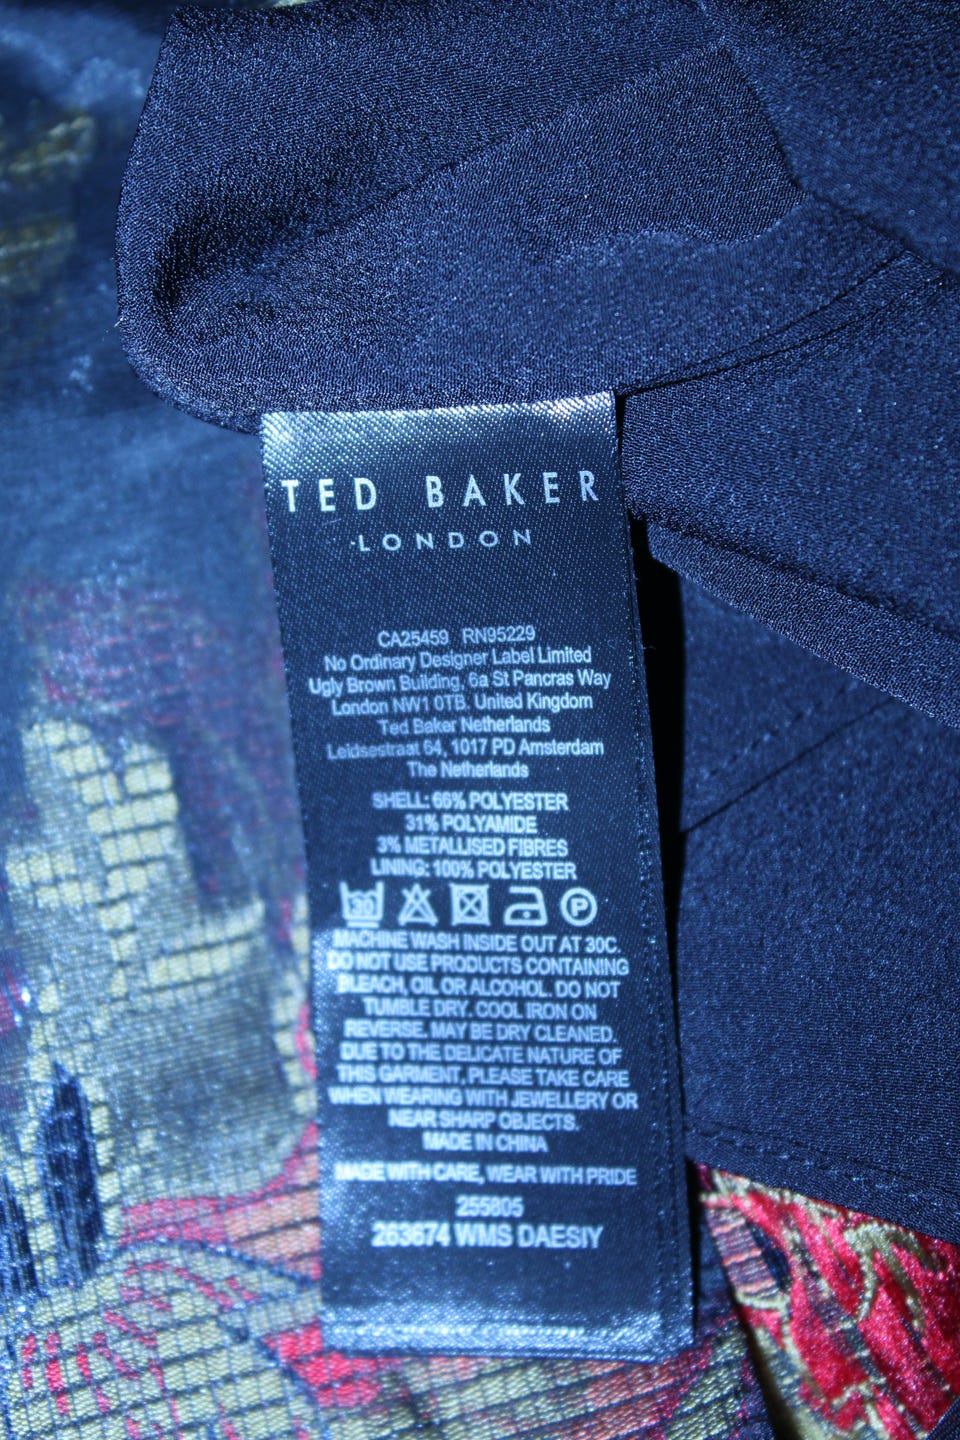 TED BAKER
LONDON
CA25459 RN95229
No Ordinary Designer Label Limited
Ugly Brown Building, 6a St Pancras Way
London NW1 0TB. United Kingdom
Ted Baker Netherlands
Leidsestraat 64, 1017 PD Amsterdam
The Netherlands
SHELL: 66% POLYESTER
31% POLYAMIDE
3% METALLISED FIBRES
LINING: 100% POLYESTER
30 P
MACHINE WASH INSIDE OUT AT 30C.
DO NOT USE PRODUCTS CONTAINING
BLEACH, OIL OR ALCOHOL. DO NOT
TUMBLE DRY. COOL IRON ON
REVERSE. MAY BE DRY CLEANED.
DUE TO THE DELICATE NATURE OF
THIS GARMENT, PLEASE TAKE CARE
WHEN WEARING WITH JEWELLERY OR
NEAR SHARP OBJECTS.
MADE IN CHINA
MADE WITH CARE, WEAR WITH PRIDE
255805
263674 WMS DAESIY